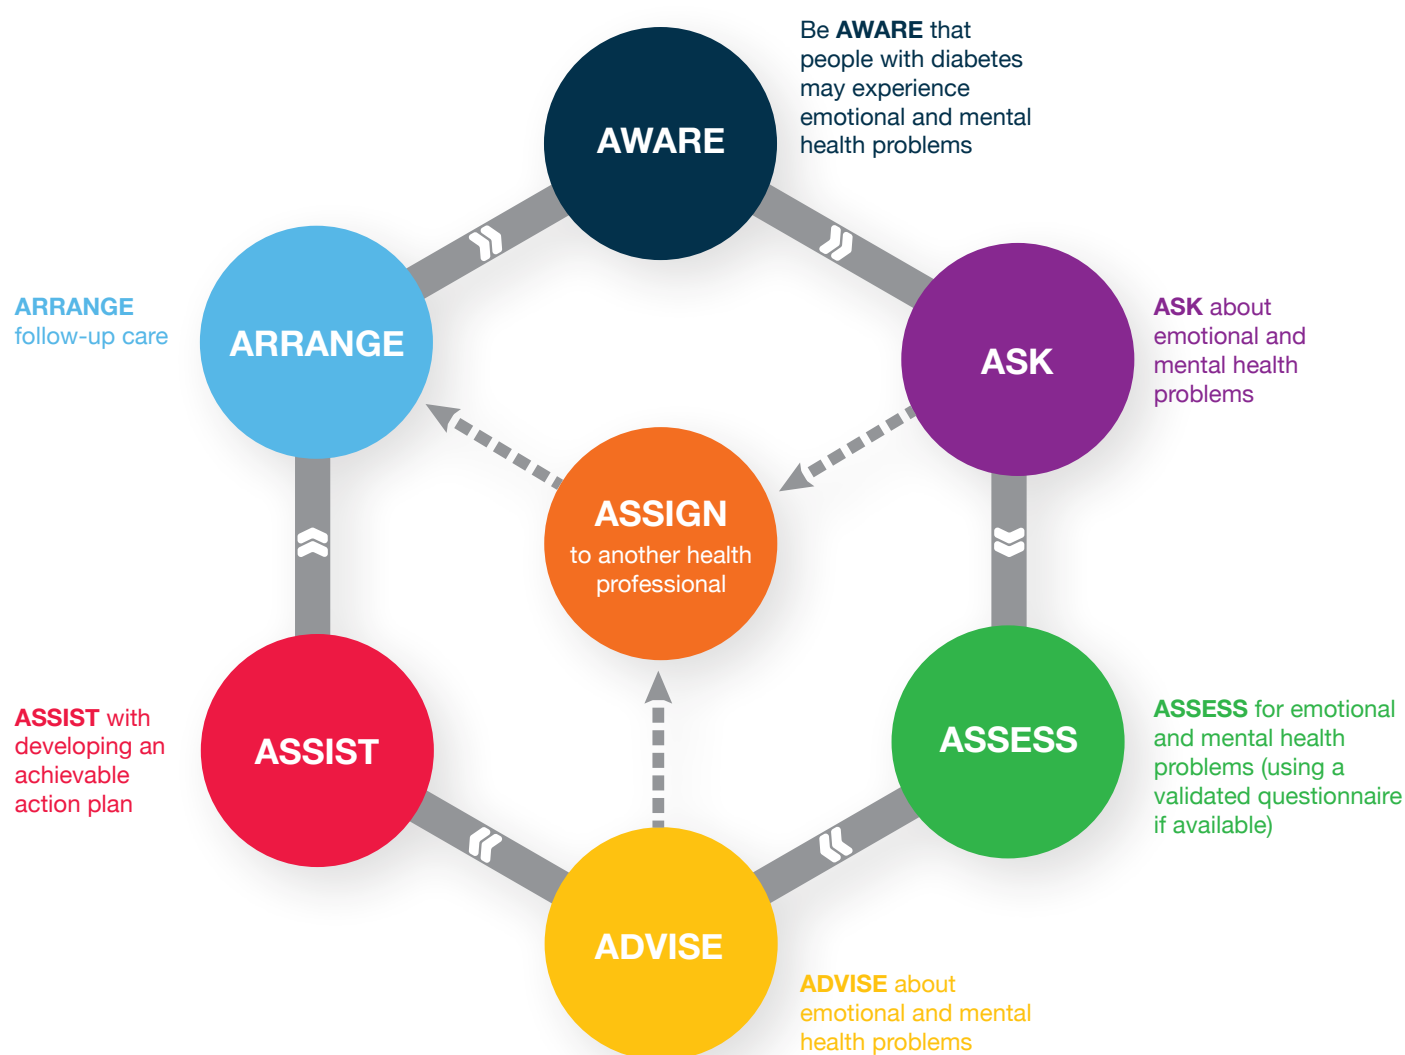 Be AWARE that
people with diabetes
may experience
emotional and mental
health problems
AWARE
ASK
ASK about
emotional and
mental health
problems
ASSESS
ASSESS for emotional
and mental health
problems (using a
validated questionnaire
if available)
ADVISE
ADVISE about
emotional and mental
health problems
ASSIST
ASSIST with
developing an
achievable
action plan
ARRANGE
ARRANGE
follow-up care
ASSIGN
to another health
professional